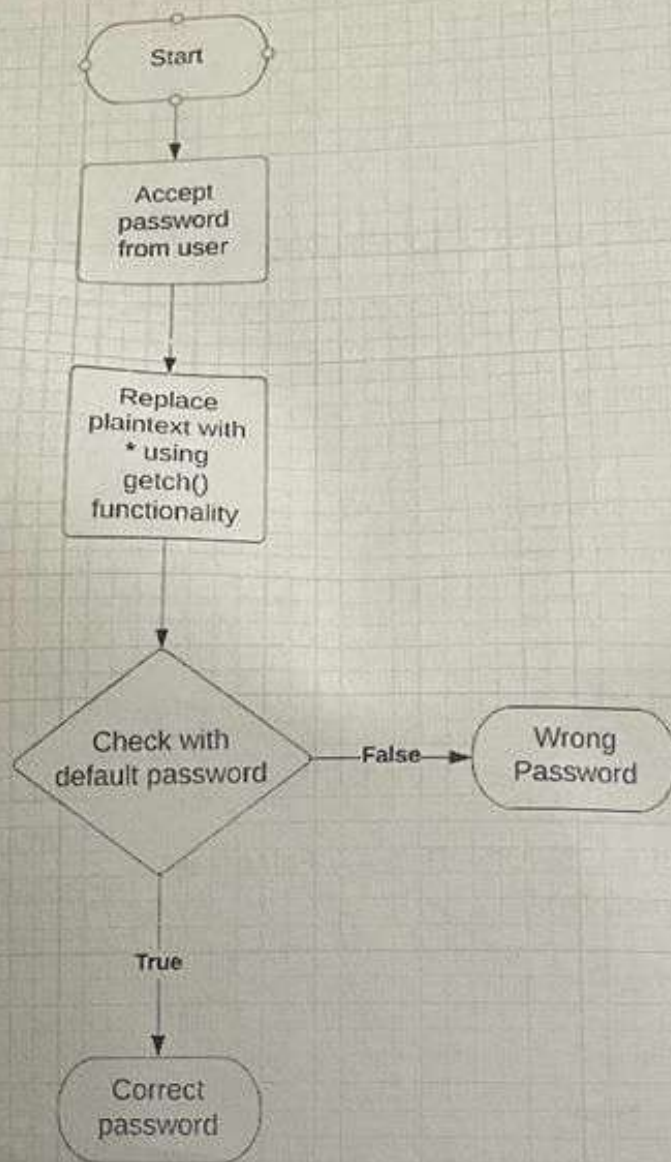 Start
Accept
password
from user
Replace
plaintext with
* using
getch()
functionality
Check with
default password
False
Wrong
Password
True
Correct
password